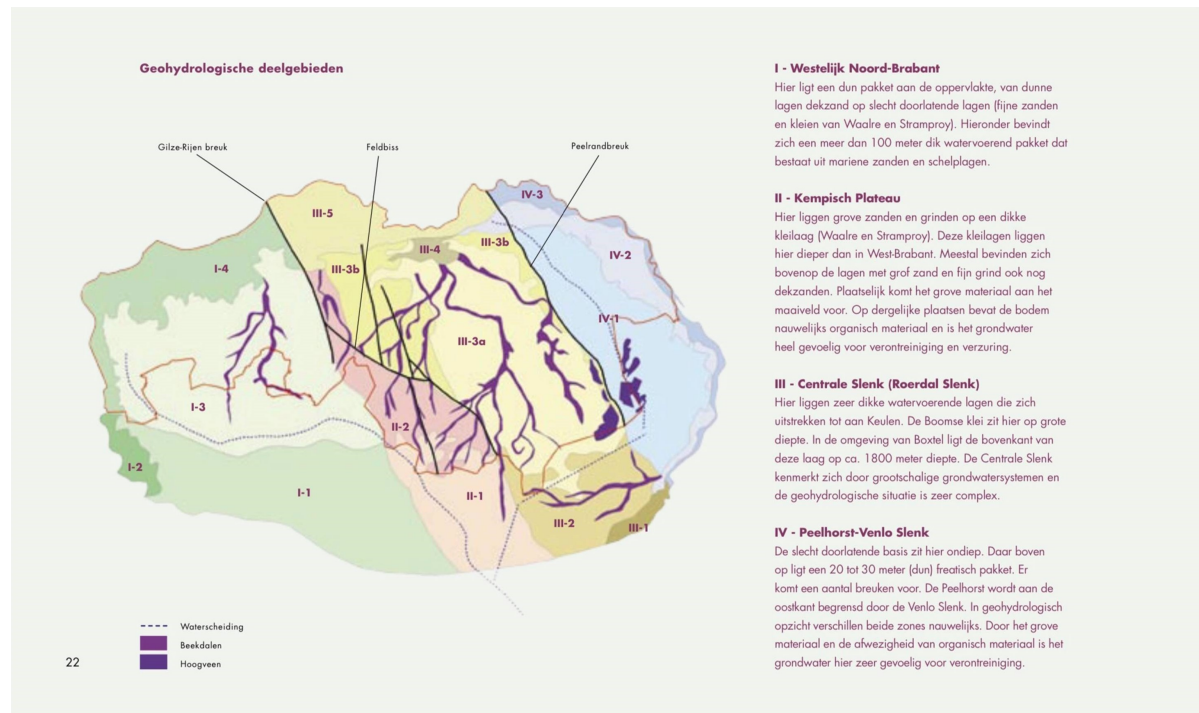 Geohydrologische deelgebieden
Gilze-Rijen breuk
Feldbiss
Peelrandbreuk
IV-3
III-5
III-3b
III-4
IV-2
I-4
III-3b
IV-1
III-3a
I-3
II-2
I-2
I-1
II-1
III-2
III-1
Waterscheiding
Beekdalen
Hoogveen
22
I - Westelijk Noord-Brabant
Hier ligt een dun pakket aan de oppervlakte, van dunne
lagen dekzand op slecht doorlatende lagen (fijne zanden
en kleien van Waalre en Stramproy). Hieronder bevindt
zich een meer dan 100 meter dik watervoerend pakket dat
bestaat uit mariene zanden en schelplagen.
II - Kempisch Plateau
Hier liggen grove zanden en grinden op een dikke
kleilaag (Waalre en Stramproy). Deze kleilagen liggen
hier dieper dan in West-Brabant. Meestal bevinden zich
bovenop de lagen met grof zand en fijn grind ook nog
dekzanden. Plaatselijk komt het grove materiaal aan het
maaiveld voor. Op dergelijke plaatsen bevat de bodem
nauwelijks organisch materiaal en is het grondwater
heel gevoelig voor verontreiniging en verzuring.
III - Centrale Slenk (Roerdal Slenk)
Hier liggen zeer dikke watervoerende lagen die zich
uitstrekken tot aan Keulen. De Boomse klei zit hier op grote
diepte. In de omgeving van Boxtel ligt de bovenkant van
deze laag op ca. 1800 meter diepte. De Centrale Slenk
kenmerkt zich door grootschalige grondwatersystemen en
de geohydrologische situatie is zeer complex.
IV - Peelhorst-Venlo Slenk
De slecht doorlatende basis zit hier ondiep. Daar boven
op ligt een 20 tot 30 meter (dun) freatisch pakket. Er
komt een aantal breuken voor. De Peelhorst wordt aan de
oostkant begrensd door de Venlo Slenk. In geohydrologisch
opzicht verschillen beide zones nauwelijks. Door het grove
materiaal en de afwezigheid van organisch materiaal is het
grondwater hier zeer gevoelig voor verontreiniging.